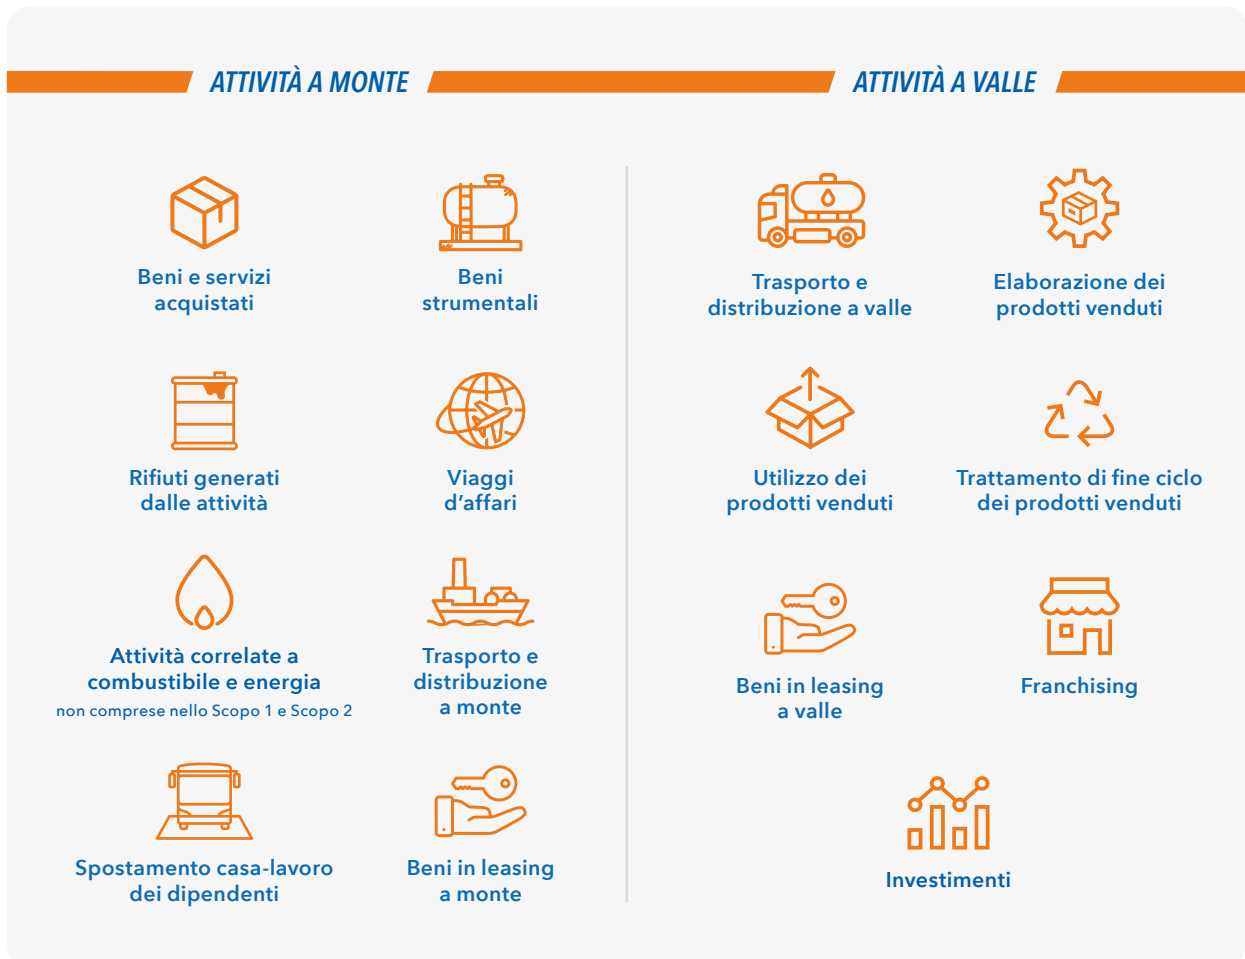 ATTIVITÀ A MONTE
Beni e servizi
acquistati
Beni
strumentali
Rifiuti generati
dalle attività
Viaggi
d’affari
Attività correlate a
combustibile e energia
non comprese nello Scopo 1 e Scopo 2
Trasporto e
distribuzione
a monte
Spostamento casa-lavoro
dei dipendenti
Beni in leasing
a monte
ATTIVITÀ A VALLE
Trasporto e
distribuzione a valle
Elaborazione dei
prodotti venduti
Utilizzo dei
prodotti venduti
Trattamento di fine ciclo
dei prodotti venduti
Beni in leasing
a valle
Franchising
Investimenti